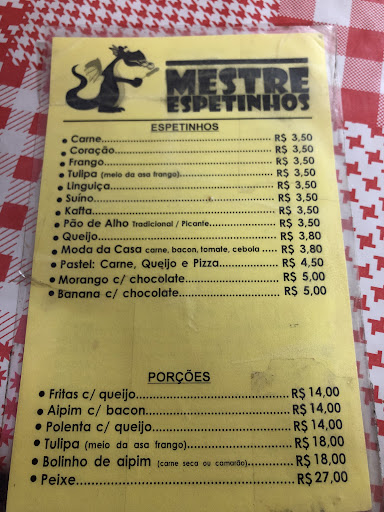 MESTRE
ESPETINHOS
ESPETINHOS
• Carne R$ 3,50
• Coração R$ 3,50
• Frango R$ 3,50
• Tulipa (meio da asa frango) R$ 3,50
• Linguiça R$ 3,50
• Suíno R$ 3,50
• Kafta R$ 3,50
• Pão de Alho Tradicional / Picante R$ 3,50
• Queijo R$ 3,80
• Moda da Casa carne, bacon, tomate, cebola R$ 3,80
• Pastel: Carne, Queijo e Pizza R$ 4,50
• Morango c/ chocolate R$ 5,00
• Banana c/ chocolate R$ 5,00
PORÇÕES
• Fritas c/ queijo R$ 14,00
• Aipim c/ bacon R$ 14,00
• Polenta c/ queijo R$ 14,00
• Tulipa (meio da asa frango) R$ 18,00
• Bolinho de aipim (carne seca ou camarão) R$ 18,00
• Peixe R$ 27,00